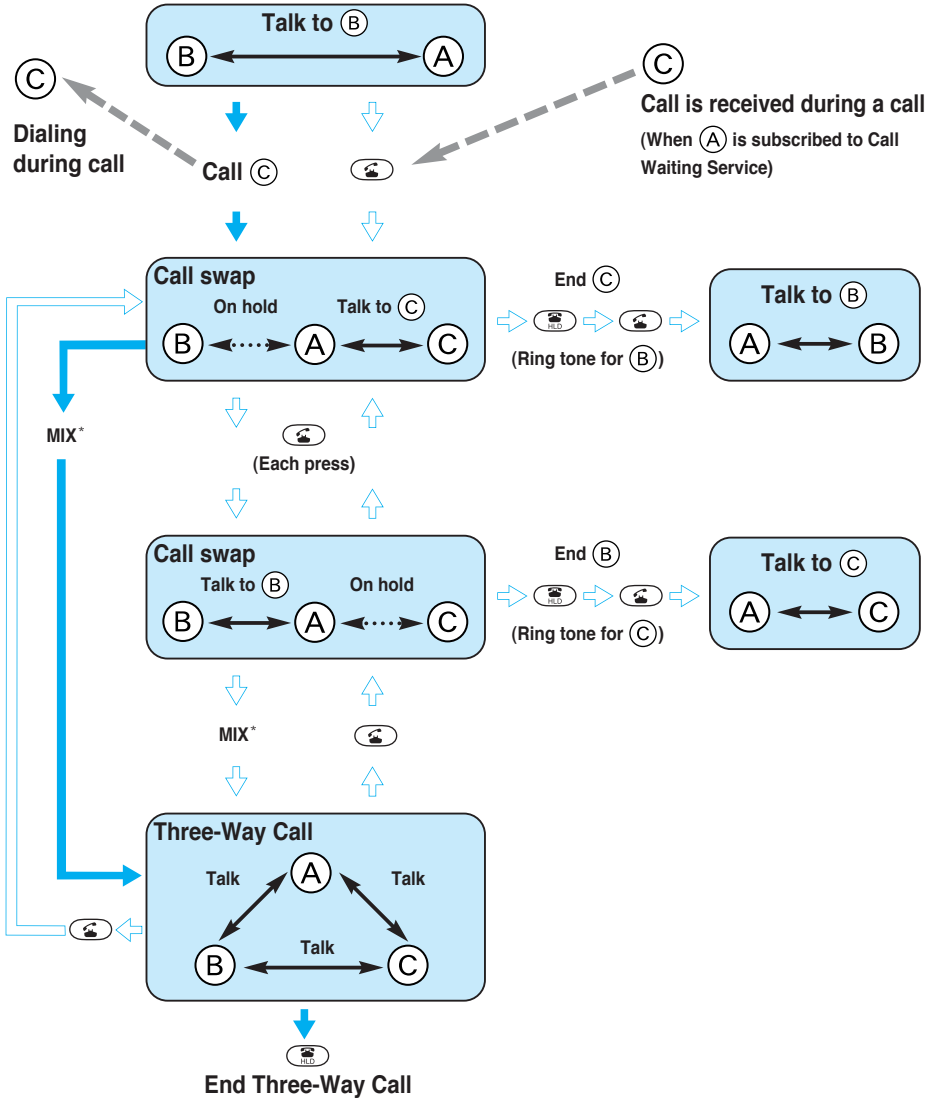 Talk to B
B A
C
Dialing
during call
C
Call is received during a call
(When A is subscribed to Call
Waiting Service)
Call C
Call swap
On hold Talk to C
B A C
End C
HLD
(Ring tone for B)
Talk to B
A B
MIX*
(Each press)
Call swap
Talk to B On hold
B A C
End B
HLD
(Ring tone for C)
Talk to C
A C
MIX*
Three-Way Call
Talk A Talk
Talk
B C
HLD
End Three-Way Call